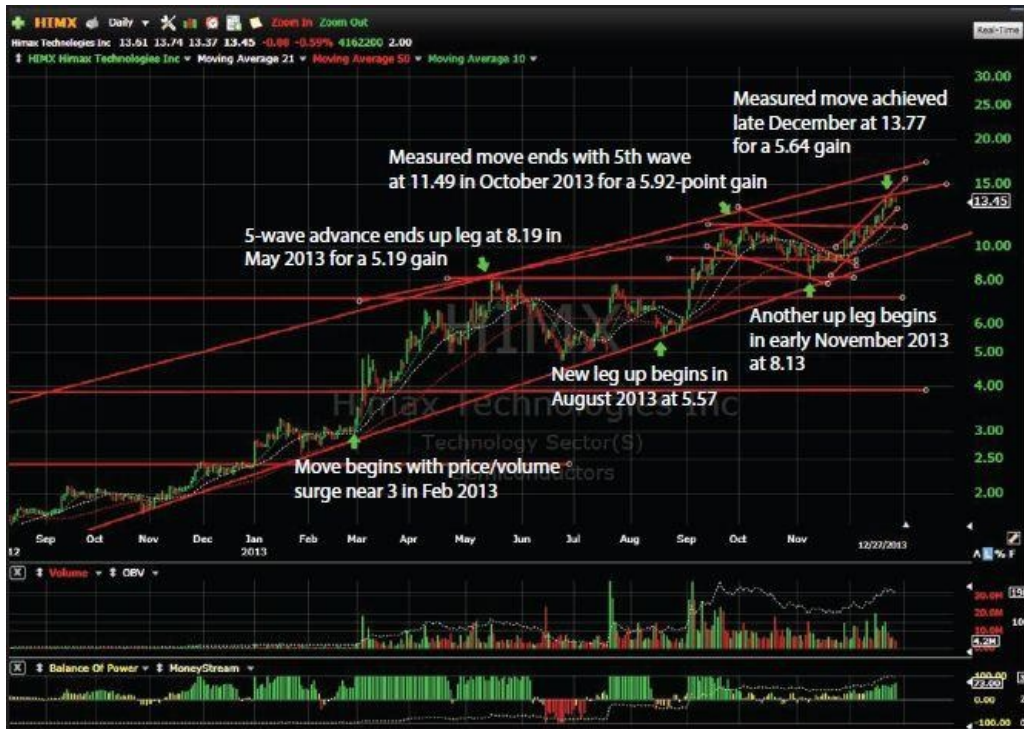 HIMX Daily Zoom In Zoom Out
Real-Time
Himax Technologies Inc 13.61 13.74 13.37 13.45 -0.08 -0.59% 4162200 2.00
HIMX Himax Technologies Inc Moving Average 21 Moving Average 50 Moving Average 10
30.00
25.00
20.00
15.00
13.45
10.00
8.00
6.00
5.00
4.00
3.00
2.50
2.00
Measured move achieved
late December at 13.77
for a 5.64 gain
Measured move ends with 5th wave
at 11.49 in October 2013 for a 5.92-point gain
5-wave advance ends up leg at 8.19 in
May 2013 for a 5.19 gain
Another up leg begins
in early November 2013
at 8.13
New leg up begins in
August 2013 at 5.57
Move begins with price/volume
surge near 3 in Feb 2013
HIMX
Himax Technologies Inc
Technology Sector(S)
Semiconductors
Sep Oct Nov Dec Jan Feb Mar Apr May Jun Jul Aug Sep Oct Nov
12 2013 12/27/2013
A L % F
X Volume OBV
20.0M
10.0M
4.2M
X Balance Of Power MoneyStream
100.00
73.00
0.00
-100.00